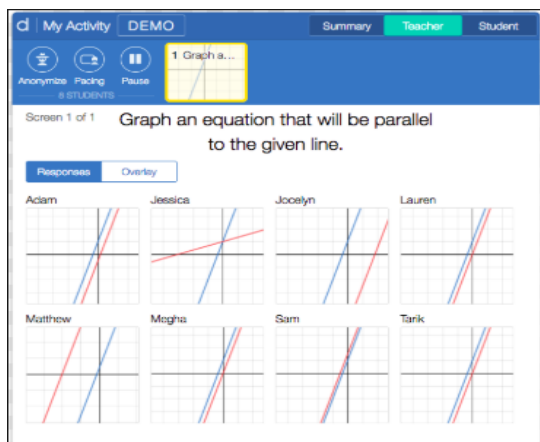 d My Activity DEMO Summary Teacher Student
1 Graph a...
Anonymize Pacing Pause
8 STUDENTS
Screen 1 of 1 Graph an equation that will be parallel
to the given line.
Responses Overlay
Adam Jessica Jocelyn Lauren
Matthew Megha Sam Tarik